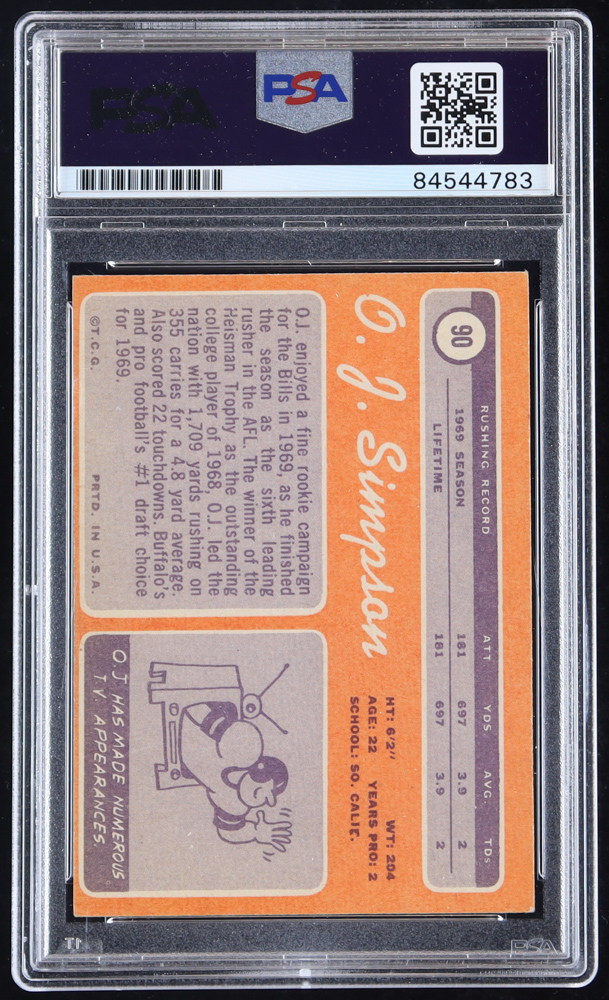 PSA
PSA
84544783
90
RUSHING RECORD ATT YDS AVG. TDs
1969 SEASON 181 697 3.9 2
LIFETIME 181 697 3.9 2
O. J. Simpson
HT: 6'2" WT: 204
AGE: 22 YEARS PRO: 2
SCHOOL: SO. CALIF.
O.J. enjoyed a fine rookie campaign
for the Bills in 1969, as he finished
the season as the sixth leading
rusher in the AFL. The winner of the
Heisman Trophy as the outstanding
college player of 1968, O.J. led the
nation with 1,709 yards rushing on
355 carries for a 4.8 yard average.
Also scored 22 touchdowns. Buffalo's
and pro football's #1 draft choice
for 1969.
©T.C.G. PRTD. IN U.S.A.
O.J. HAS MADE NUMEROUS
T.V. APPEARANCES.
PSA